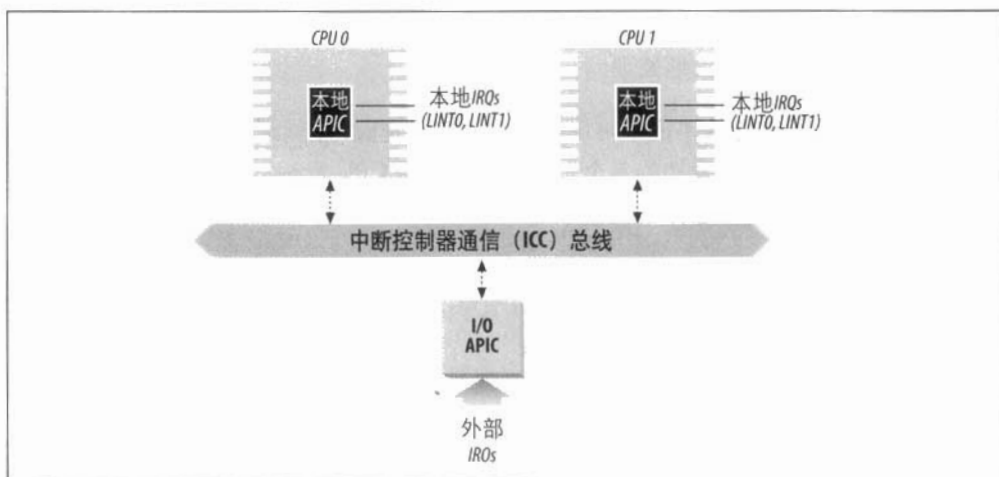 CPU 0
CPU 1
本地
APIC
本地IRQs
(LINT0, LINT1)
本地
APIC
本地IRQs
(LINT0, LINT1)
中断控制器通信（ICC）总线
I/O
APIC
外部
IRQs